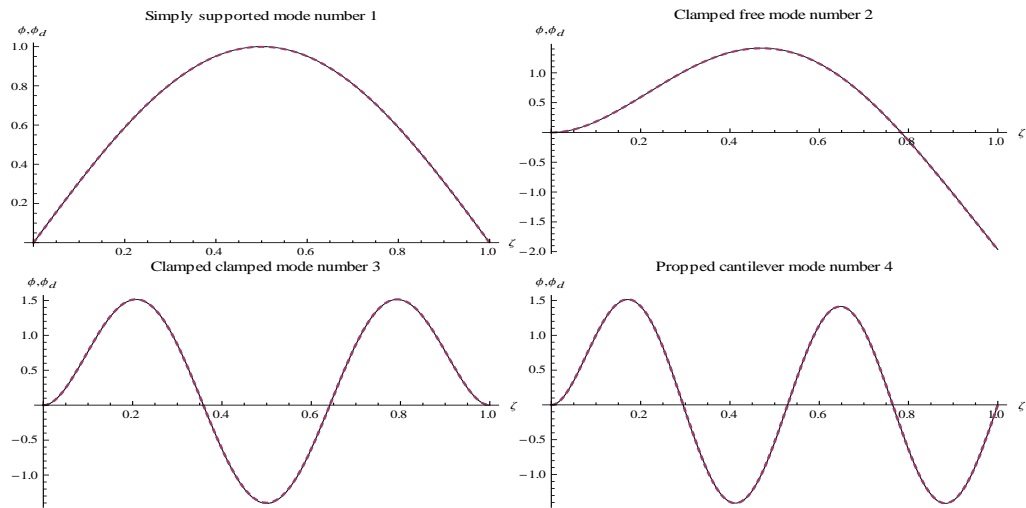 Simply supported mode number 1
ϕ,ϕd
1.0
0.8
0.6
0.4
0.2
0.2 0.4 0.6 0.8 1.0 ζ
Clamped free mode number 2
ϕ,ϕd
1.0
0.5
−0.5
−1.0
−1.5
−2.0
0.2 0.4 0.6 0.8 1.0 ζ
Clamped clamped mode number 3
ϕ,ϕd
1.5
1.0
0.5
−0.5
−1.0
0.2 0.4 0.6 0.8 1.0 ζ
Propped cantilever mode number 4
ϕ,ϕd
1.5
1.0
0.5
−0.5
−1.0
0.2 0.4 0.6 0.8 1.0 ζ